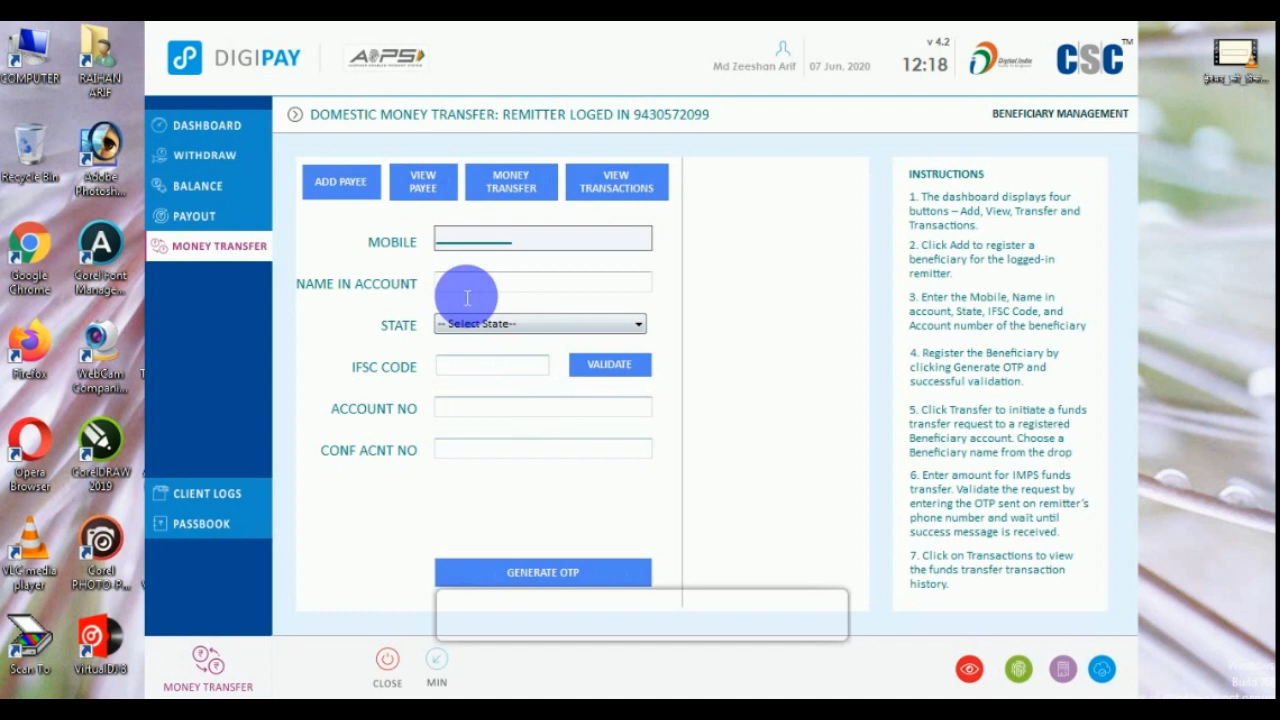 COMPUTER
RAIHAN
ARIF
Recycle Bin
Adobe
Photosh...
Google
Chrome
Corel Font
Manage...
Firefox
WebCam
Compani...
Opera
Browser
CorelDRAW
2019
VLC media
player
Corel
PHOTO-P...
Scan To
VirtualDJ 8
DIGIPAY
AePS
Md Zeeshan Arif
07 Jun, 2020
v 4.2
12:18
Digital India
CSC™
DASHBOARD
WITHDRAW
BALANCE
PAYOUT
MONEY TRANSFER
CLIENT LOGS
PASSBOOK
DOMESTIC MONEY TRANSFER: REMITTER LOGED IN 9430572099
BENEFICIARY MANAGEMENT
ADD PAYEE
VIEW
PAYEE
MONEY
TRANSFER
VIEW
TRANSACTIONS
MOBILE
NAME IN ACCOUNT
STATE
-- Select State--
IFSC CODE
VALIDATE
ACCOUNT NO
CONF ACNT NO
GENERATE OTP
INSTRUCTIONS
1. The dashboard displays four
buttons – Add, View, Transfer and
Transactions.
2. Click Add to register a
beneficiary for the logged-in
remitter.
3. Enter the Mobile, Name in
account, State, IFSC Code, and
Account number of the beneficiary
4. Register the Beneficiary by
clicking Generate OTP and
successful validation.
5. Click Transfer to initiate a funds
transfer request to a registered
Beneficiary account. Choose a
Beneficiary name from the drop
6. Enter amount for IMPS funds
transfer. Validate the request by
entering the OTP sent on remitter's
phone number and wait until
success message is received.
7. Click on Transactions to view
the funds transfer transaction
history.
MONEY TRANSFER
CLOSE
MIN